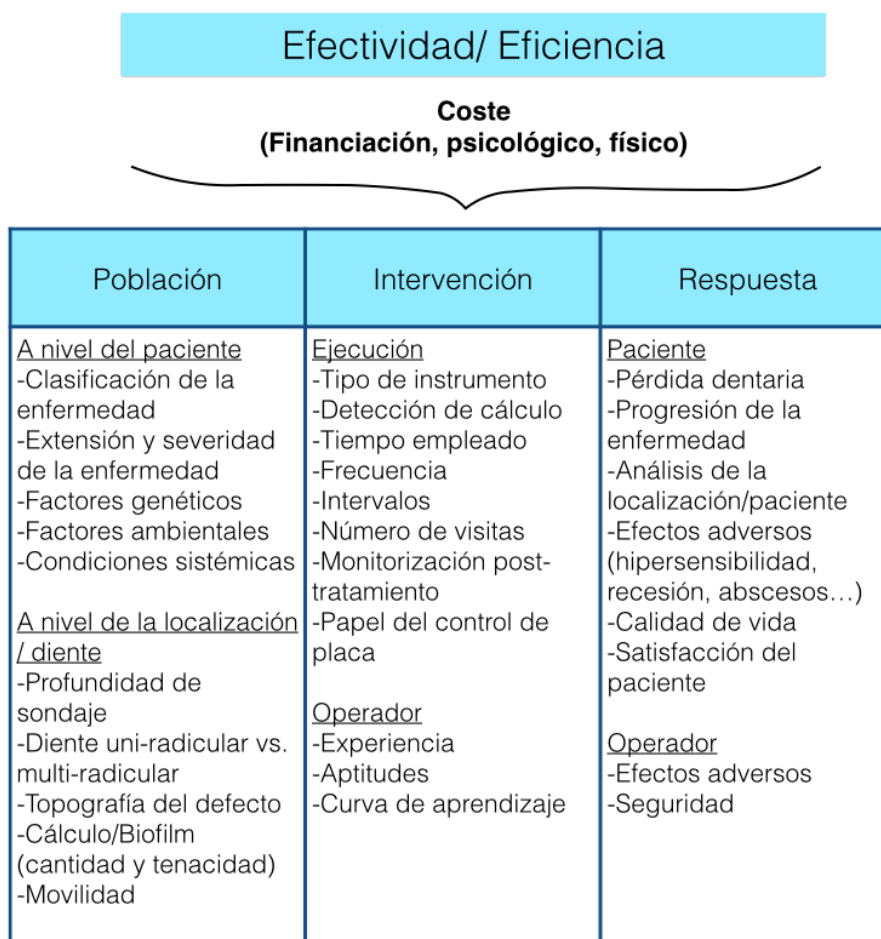 Efectividad/ Eficiencia
Coste
(Financiación, psicológico, físico)
Población
Intervención
Respuesta
A nivel del paciente
-Clasificación de la
enfermedad
-Extensión y severidad
de la enfermedad
-Factores genéticos
-Factores ambientales
-Condiciones sistémicas
A nivel de la localización
/ diente
-Profundidad de
sondaje
-Diente uni-radicular vs.
multi-radicular
-Topografía del defecto
-Cálculo/Biofilm
(cantidad y tenacidad)
-Movilidad
Ejecución
-Tipo de instrumento
-Detección de cálculo
-Tiempo empleado
-Frecuencia
-Intervalos
-Número de visitas
-Monitorización post-
tratamiento
-Papel del control de
placa
Operador
-Experiencia
-Aptitudes
-Curva de aprendizaje
Paciente
-Pérdida dentaria
-Progresión de la
enfermedad
-Análisis de la
localización/paciente
-Efectos adversos
(hipersensibilidad,
recesión, abscesos…)
-Calidad de vida
-Satisfacción del
paciente
Operador
-Efectos adversos
-Seguridad